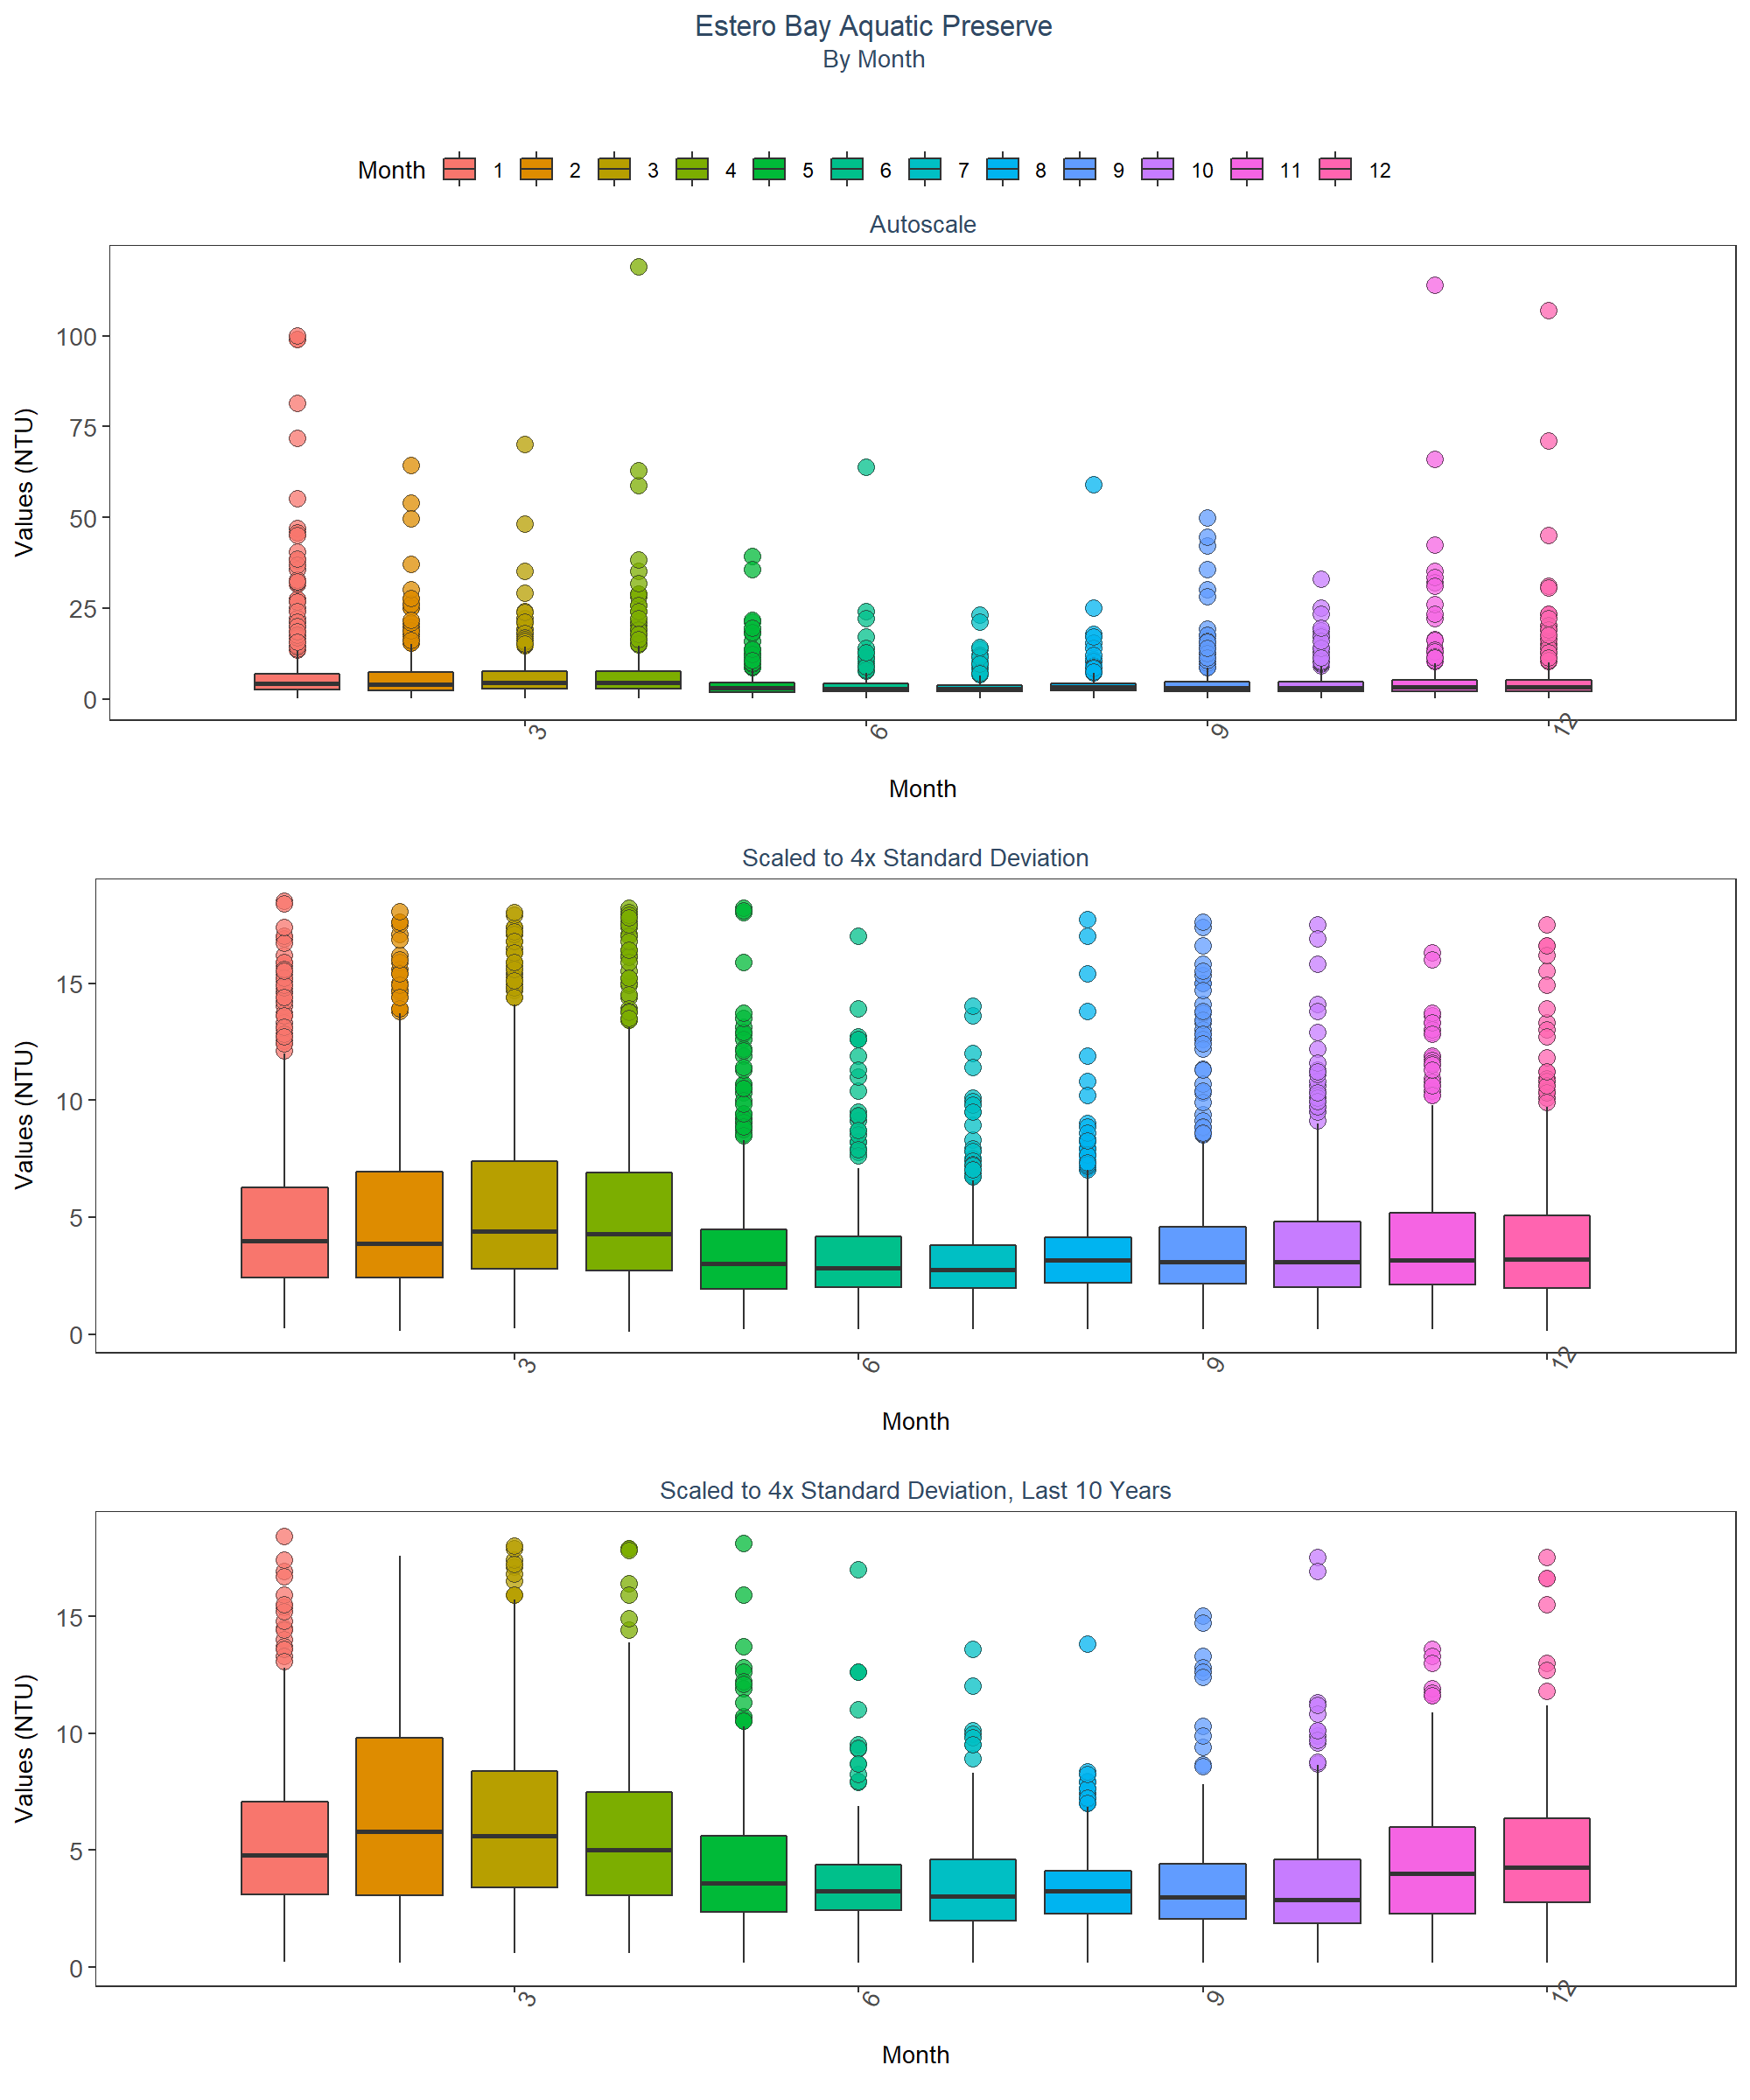 Estero Bay Aquatic Preserve
By Month
Month 1 2 3 4 5 6 7 8 9 10 11 12
Autoscale
Values (NTU)
100
75
50
25
0
3 6 9 12
Month
Scaled to 4x Standard Deviation
Values (NTU)
15
10
5
0
3 6 9 12
Month
Scaled to 4x Standard Deviation, Last 10 Years
Values (NTU)
15
10
5
0
3 6 9 12
Month